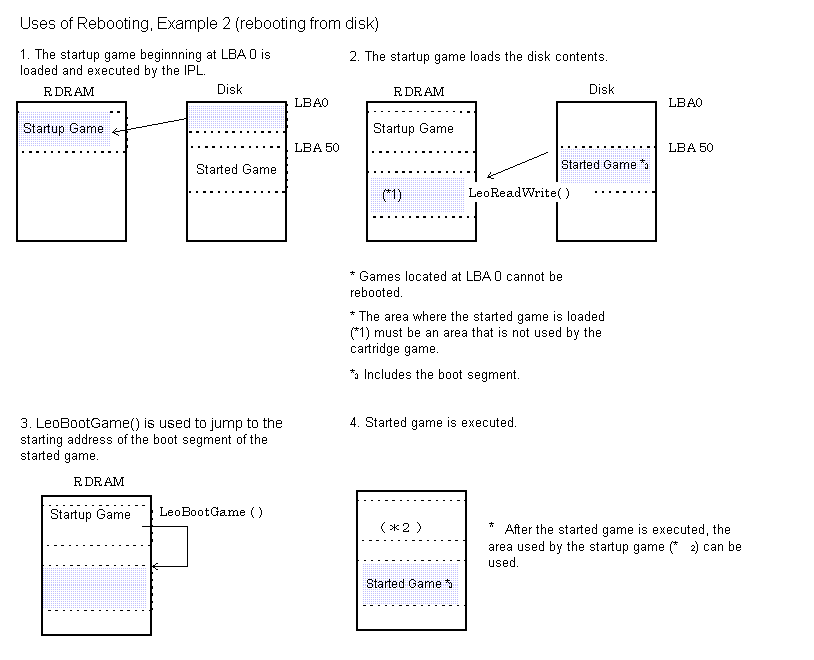 Uses of Rebooting, Example 2 (rebooting from disk)
1. The startup game beginnning at LBA 0 is
loaded and executed by the IPL.
RDRAM
Disk
LBA0
Startup Game
LBA 50
Started Game
2. The startup game loads the disk contents.
RDRAM
Disk
LBA0
Startup Game
LBA 50
Started Game *3
(*1)
LeoReadWrite( )
* Games located at LBA 0 cannot be
rebooted.
* The area where the started game is loaded
(*1) must be an area that is not used by the
cartridge game.
*3 Includes the boot segment.
3. LeoBootGame() is used to jump to the
starting address of the boot segment of the
started game.
RDRAM
Startup Game
LeoBootGame ( )
4. Started game is executed.
(*2)
Started Game *3
* After the started game is executed, the
area used by the startup game (* 2) can be
used.